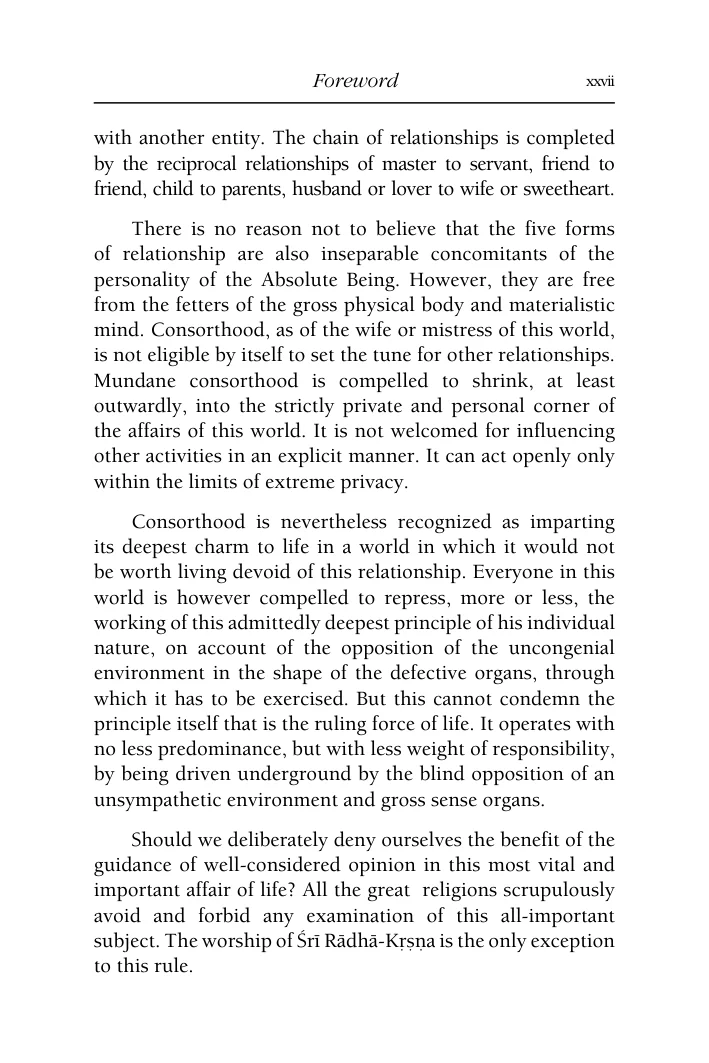 Foreword xxvii
with another entity. The chain of relationships is completed
by the reciprocal relationships of master to servant, friend to
friend, child to parents, husband or lover to wife or sweetheart.
There is no reason not to believe that the five forms
of relationship are also inseparable concomitants of the
personality of the Absolute Being. However, they are free
from the fetters of the gross physical body and materialistic
mind. Consorthood, as of the wife or mistress of this world,
is not eligible by itself to set the tune for other relationships.
Mundane consorthood is compelled to shrink, at least
outwardly, into the strictly private and personal corner of
the affairs of this world. It is not welcomed for influencing
other activities in an explicit manner. It can act openly only
within the limits of extreme privacy.
Consorthood is nevertheless recognized as imparting
its deepest charm to life in a world in which it would not
be worth living devoid of this relationship. Everyone in this
world is however compelled to repress, more or less, the
working of this admittedly deepest principle of his individual
nature, on account of the opposition of the uncongenial
environment in the shape of the defective organs, through
which it has to be exercised. But this cannot condemn the
principle itself that is the ruling force of life. It operates with
no less predominance, but with less weight of responsibility,
by being driven underground by the blind opposition of an
unsympathetic environment and gross sense organs.
Should we deliberately deny ourselves the benefit of the
guidance of well-considered opinion in this most vital and
important affair of life? All the great religions scrupulously
avoid and forbid any examination of this all-important
subject. The worship of Śrī Rādhā-Kṛṣṇa is the only exception
to this rule.